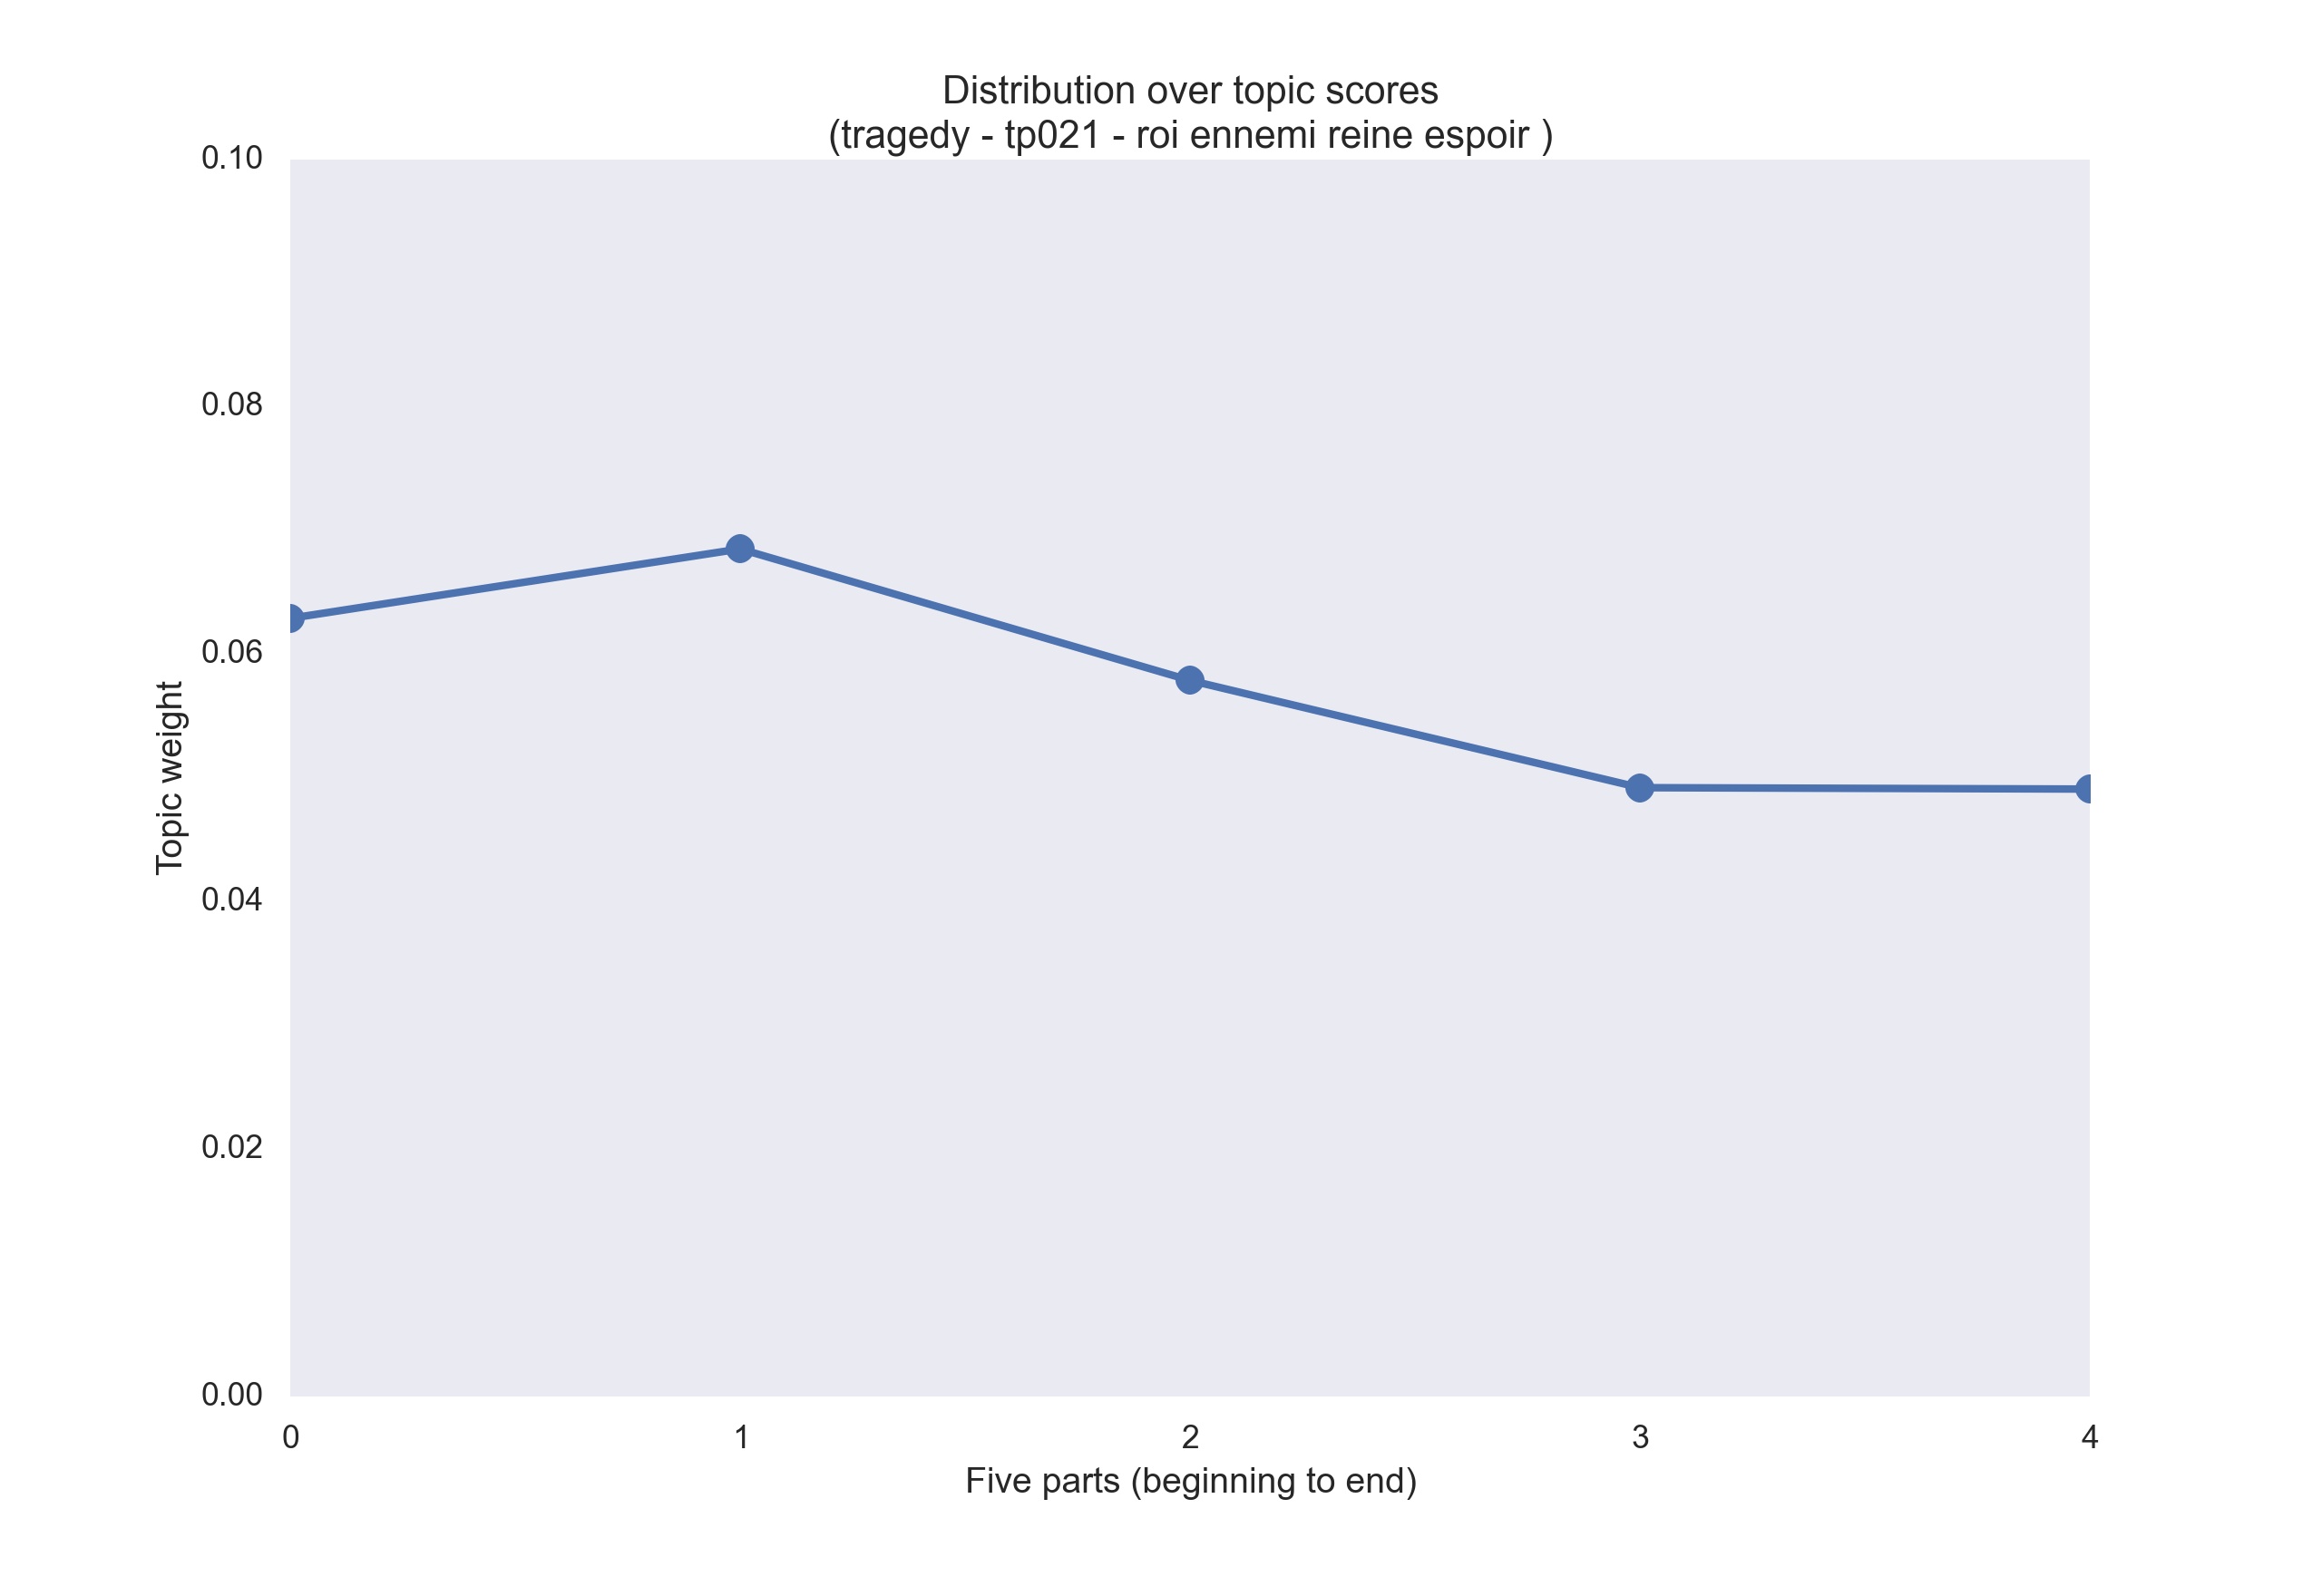 Distribution over topic scores
(tragedy - tp021 - roi ennemi reine espoir )
0.10
0.08
0.06
0.04
0.02
0.00
Topic weight
0 1 2 3 4
Five parts (beginning to end)